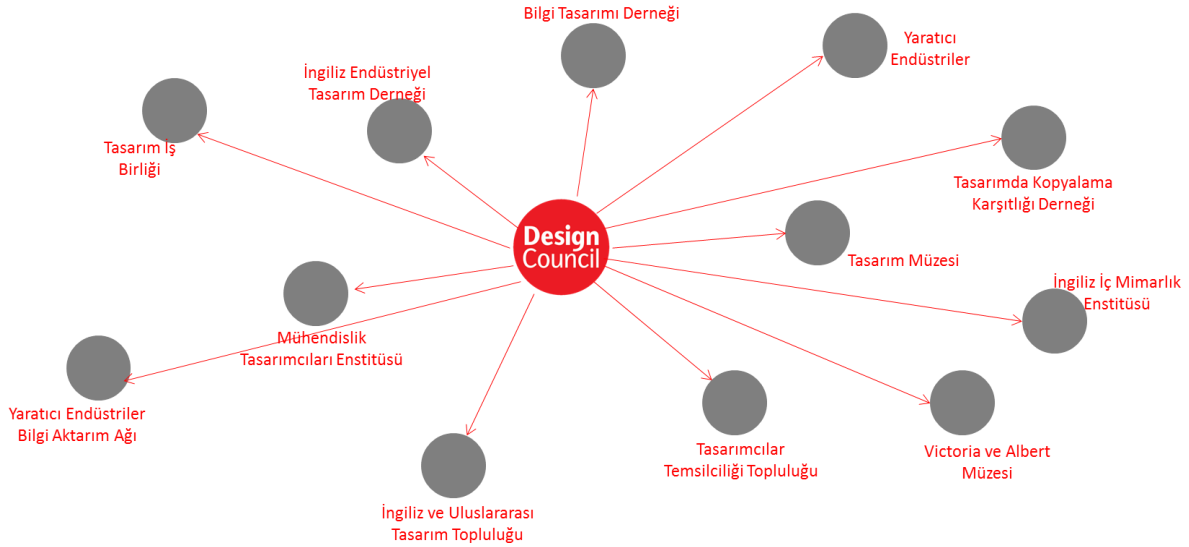 Bilgi Tasarımı Derneği
Yaratıcı
Endüstriler
İngiliz Endüstriyel
Tasarım Derneği
Tasarım İş
Birliği
Tasarımda Kopyalama
Karşıtlığı Derneği
Design
Council
Tasarım Müzesi
İngiliz İç Mimarlık
Enstitüsü
Mühendislik
Tasarımcıları Enstitüsü
Yaratıcı Endüstriler
Bilgi Aktarım Ağı
Tasarımcılar
Temsilciliği Topluluğu
Victoria ve Albert
Müzesi
İngiliz ve Uluslararası
Tasarım Topluluğu